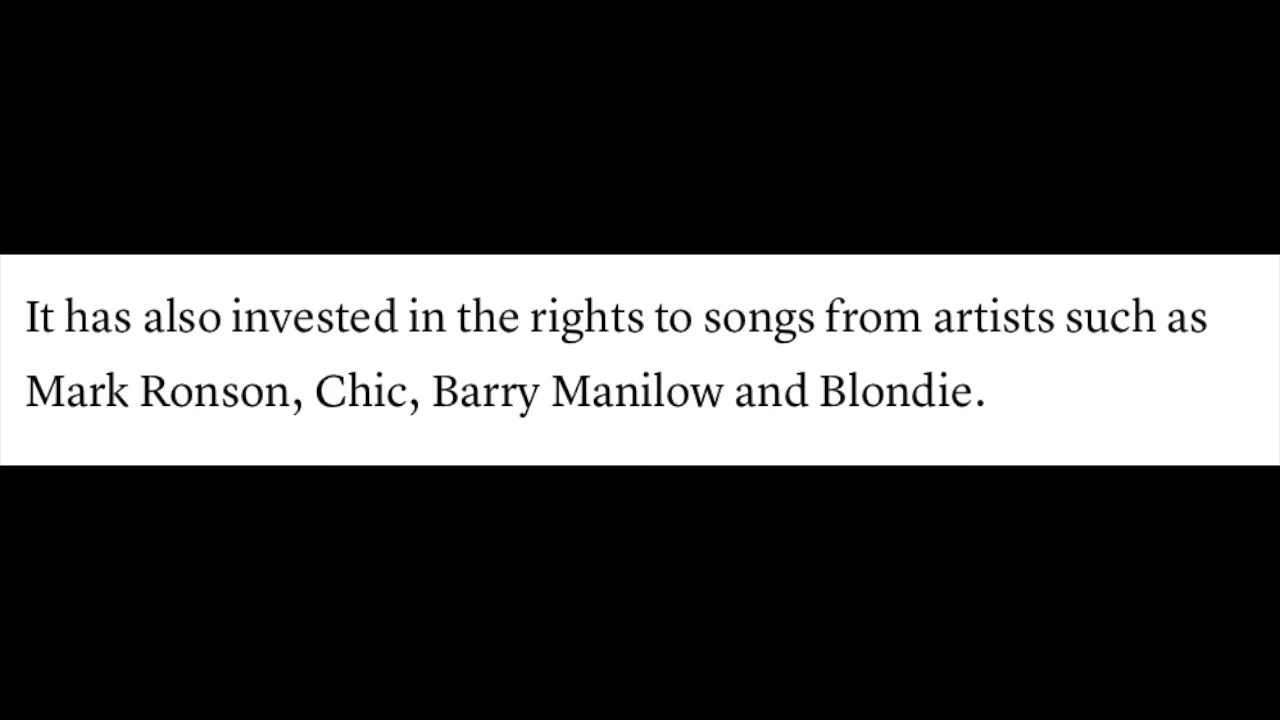 It has also invested in the rights to songs from artists such as
Mark Ronson, Chic, Barry Manilow and Blondie.